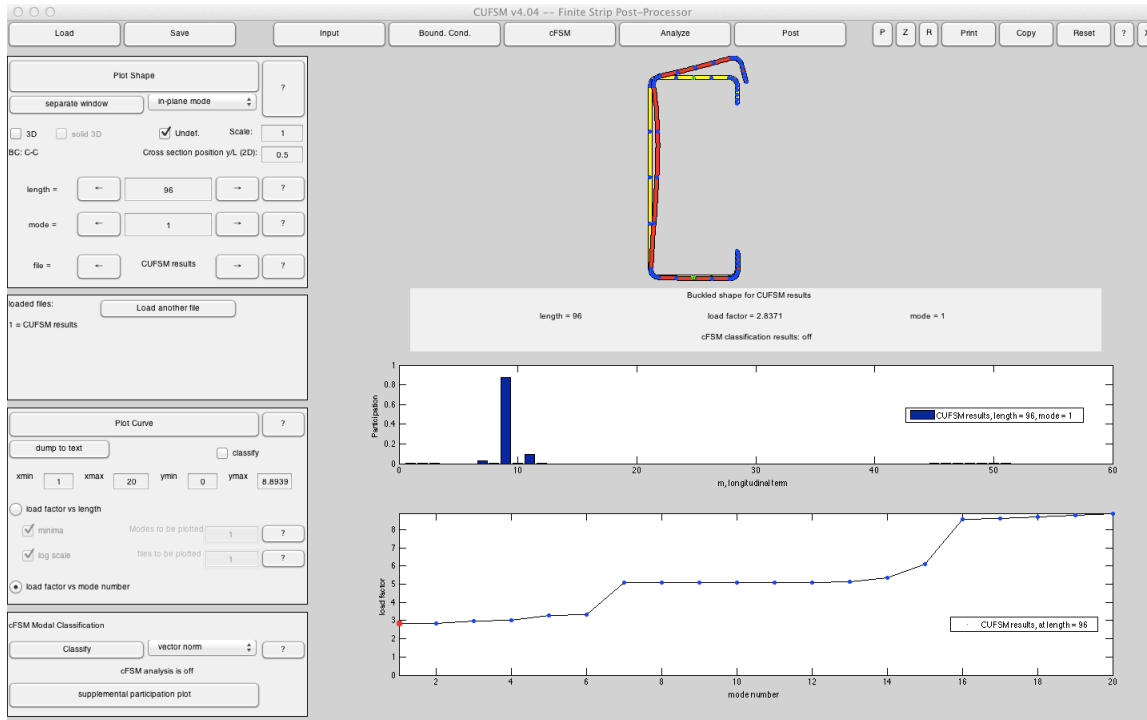 CUFSM v4.04 -- Finite Strip Post-Processor
Load Save Input Bound. Cond. cFSM Analyze Post P Z R Print Copy Reset ? X
Plot Shape ?
separate window in-plane mode
3D solid 3D Undef. Scale: 1
BC: C-C Cross section position y/L (2D): 0.5
length = ← 96 → ?
mode = ← 1 → ?
file = ← CUFSM results → ?
loaded files: Load another file
1 = CUFSM results
Plot Curve ?
dump to text classify
xmin 1 xmax 20 ymin 0 ymax 8.8939
load factor vs length
minima Modes to be plotted 1 ?
log scale files to be plotted 1 ?
load factor vs mode number
cFSM Modal Classification
Classify vector norm ?
cFSM analysis is off
supplemental participation plot
Buckled shape for CUFSM results
length = 96 load factor = 2.8371 mode = 1
cFSM classification results: off
1
0.8
0.6
0.4
0.2
0
Participation
CUFSM results, length = 96, mode = 1
0 10 20 30 40 50 60
m, longitudinal term
8
7
6
5
4
3
2
1
0
load factor
CUFSM results, at length = 96
2 4 6 8 10 12 14 16 18 20
mode number